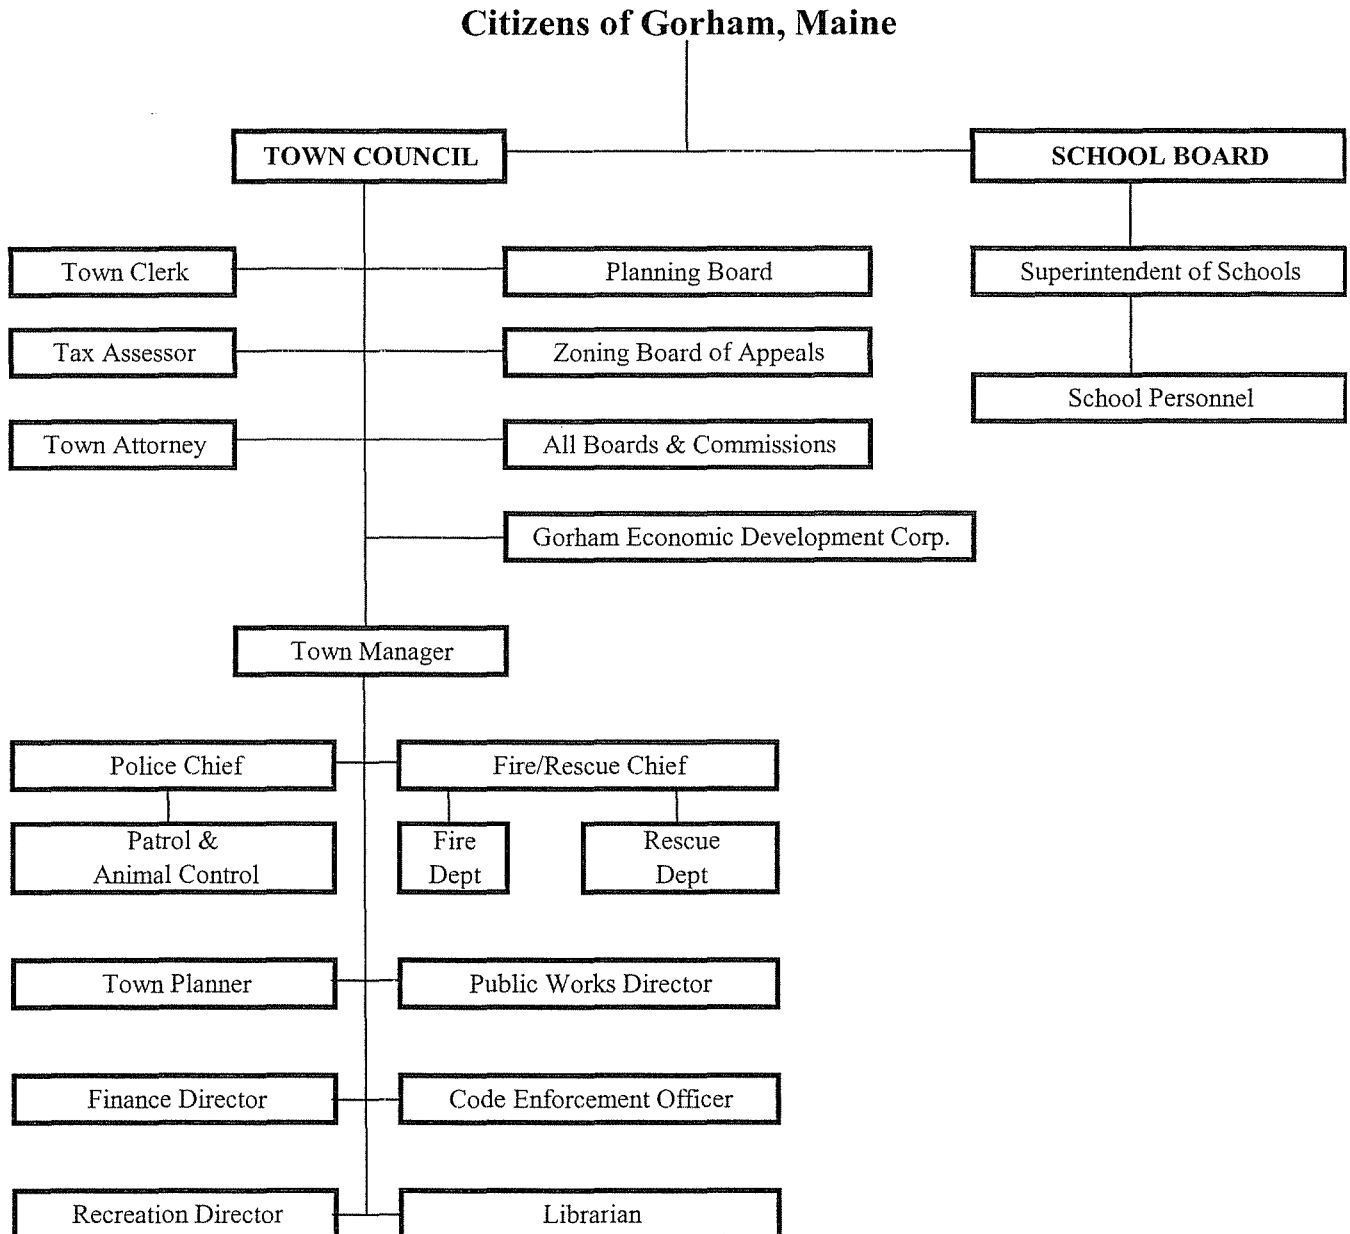 Citizens of Gorham, Maine
TOWN COUNCIL
SCHOOL BOARD
Town Clerk
Planning Board
Superintendent of Schools
Tax Assessor
Zoning Board of Appeals
School Personnel
Town Attorney
All Boards & Commissions
Gorham Economic Development Corp.
Town Manager
Police Chief
Fire/Rescue Chief
Patrol &
Animal Control
Fire
Dept
Rescue
Dept
Town Planner
Public Works Director
Finance Director
Code Enforcement Officer
Recreation Director
Librarian